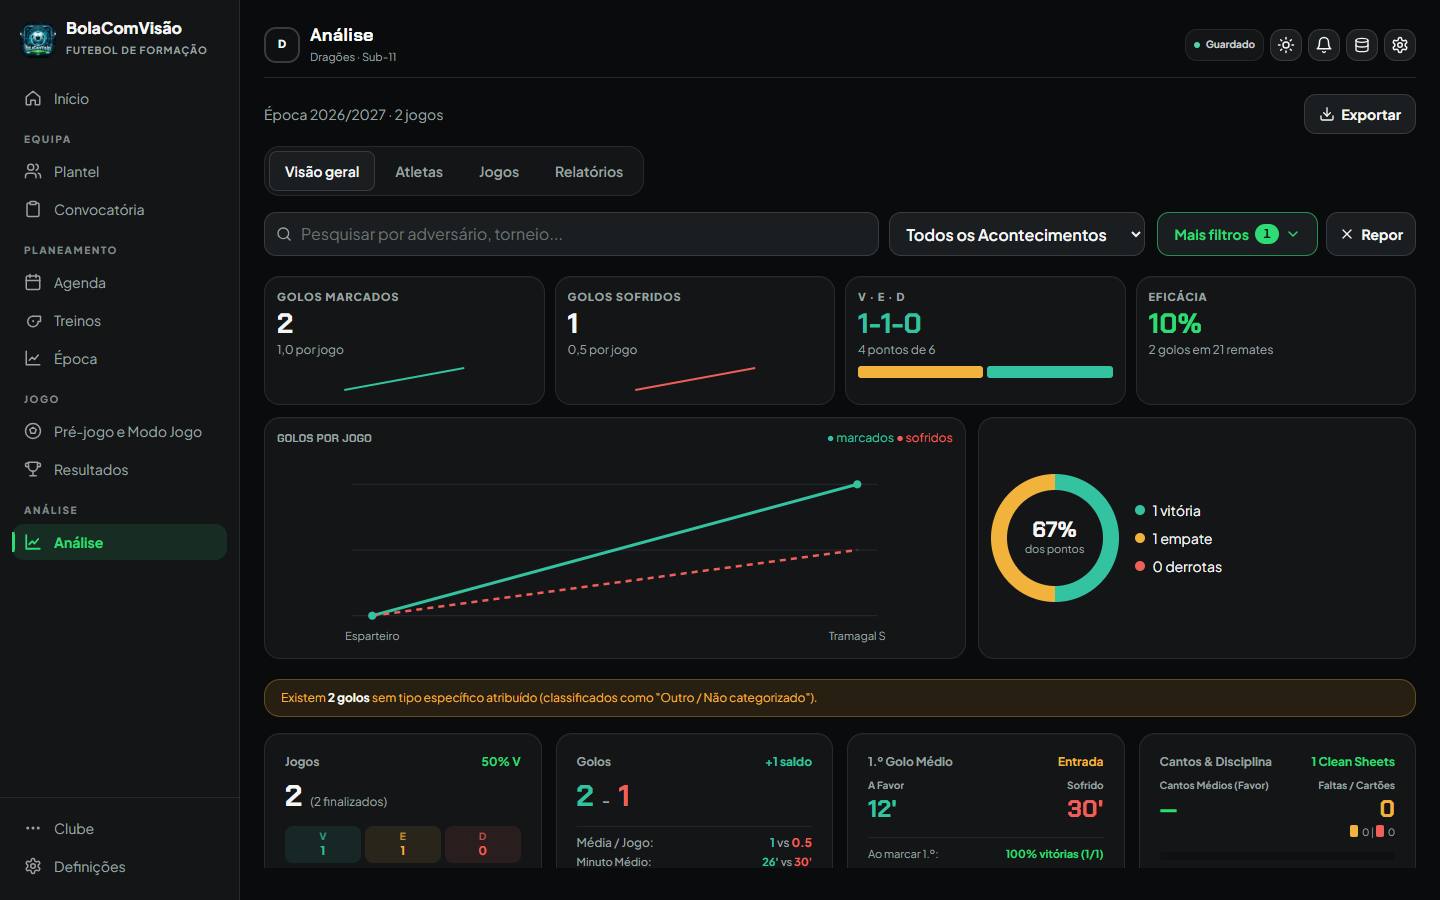 BolaComVisão
FUTEBOL DE FORMAÇÃO
Início
EQUIPA
Plantel
Convocatória
PLANEAMENTO
Agenda
Treinos
Época
JOGO
Pré-jogo e Modo Jogo
Resultados
ANÁLISE
Análise
Clube
Definições
D
Análise
Dragões · Sub-11
Guardado
Época 2026/2027 · 2 jogos
Exportar
Visão geral
Atletas
Jogos
Relatórios
Pesquisar por adversário, torneio...
Todos os Acontecimentos
Mais filtros 1
Repor
GOLOS MARCADOS
2
1,0 por jogo
GOLOS SOFRIDOS
1
0,5 por jogo
V · E · D
1-1-0
4 pontos de 6
EFICÁCIA
10%
2 golos em 21 remates
GOLOS POR JOGO
marcados sofridos
Esparteiro
Tramagal S
67%
dos pontos
1 vitória
1 empate
0 derrotas
Existem 2 golos sem tipo específico atribuído (classificados como "Outro / Não categorizado").
Jogos
50% V
2 (2 finalizados)
V
1
E
1
D
0
Golos
+1 saldo
2 - 1
Média / Jogo:
1 vs 0.5
Minuto Médio:
26' vs 30'
1.º Golo Médio
Entrada
A Favor
Sofrido
12'
30'
Ao marcar 1.º:
100% vitórias (1/1)
Cantos & Disciplina
1 Clean Sheets
Cantos Médios (Favor)
Faltas / Cartões
—
0
0 | 0